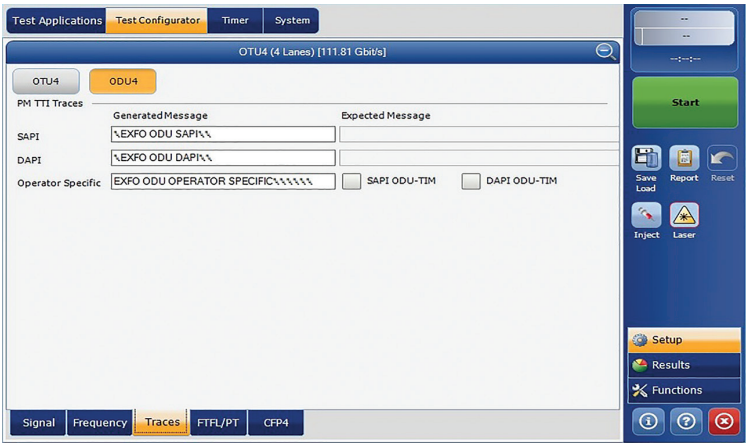 Test Applications Test Configurator Timer System
--
--
--:--:--
OTU4 (4 Lanes) [111.81 Gbit/s]
OTU4 ODU4
PM TTI Traces
Generated Message Expected Message
SAPI ␀EXFO ODU SAPI␀␀
DAPI ␀EXFO ODU DAPI␀␀
Operator Specific EXFO ODU OPERATOR SPECIFIC␀␀␀␀␀␀ SAPI ODU-TIM DAPI ODU-TIM
Start
Save Load Report Reset
Inject Laser
Setup
Results
Functions
Signal Frequency Traces FTFL/PT CFP4